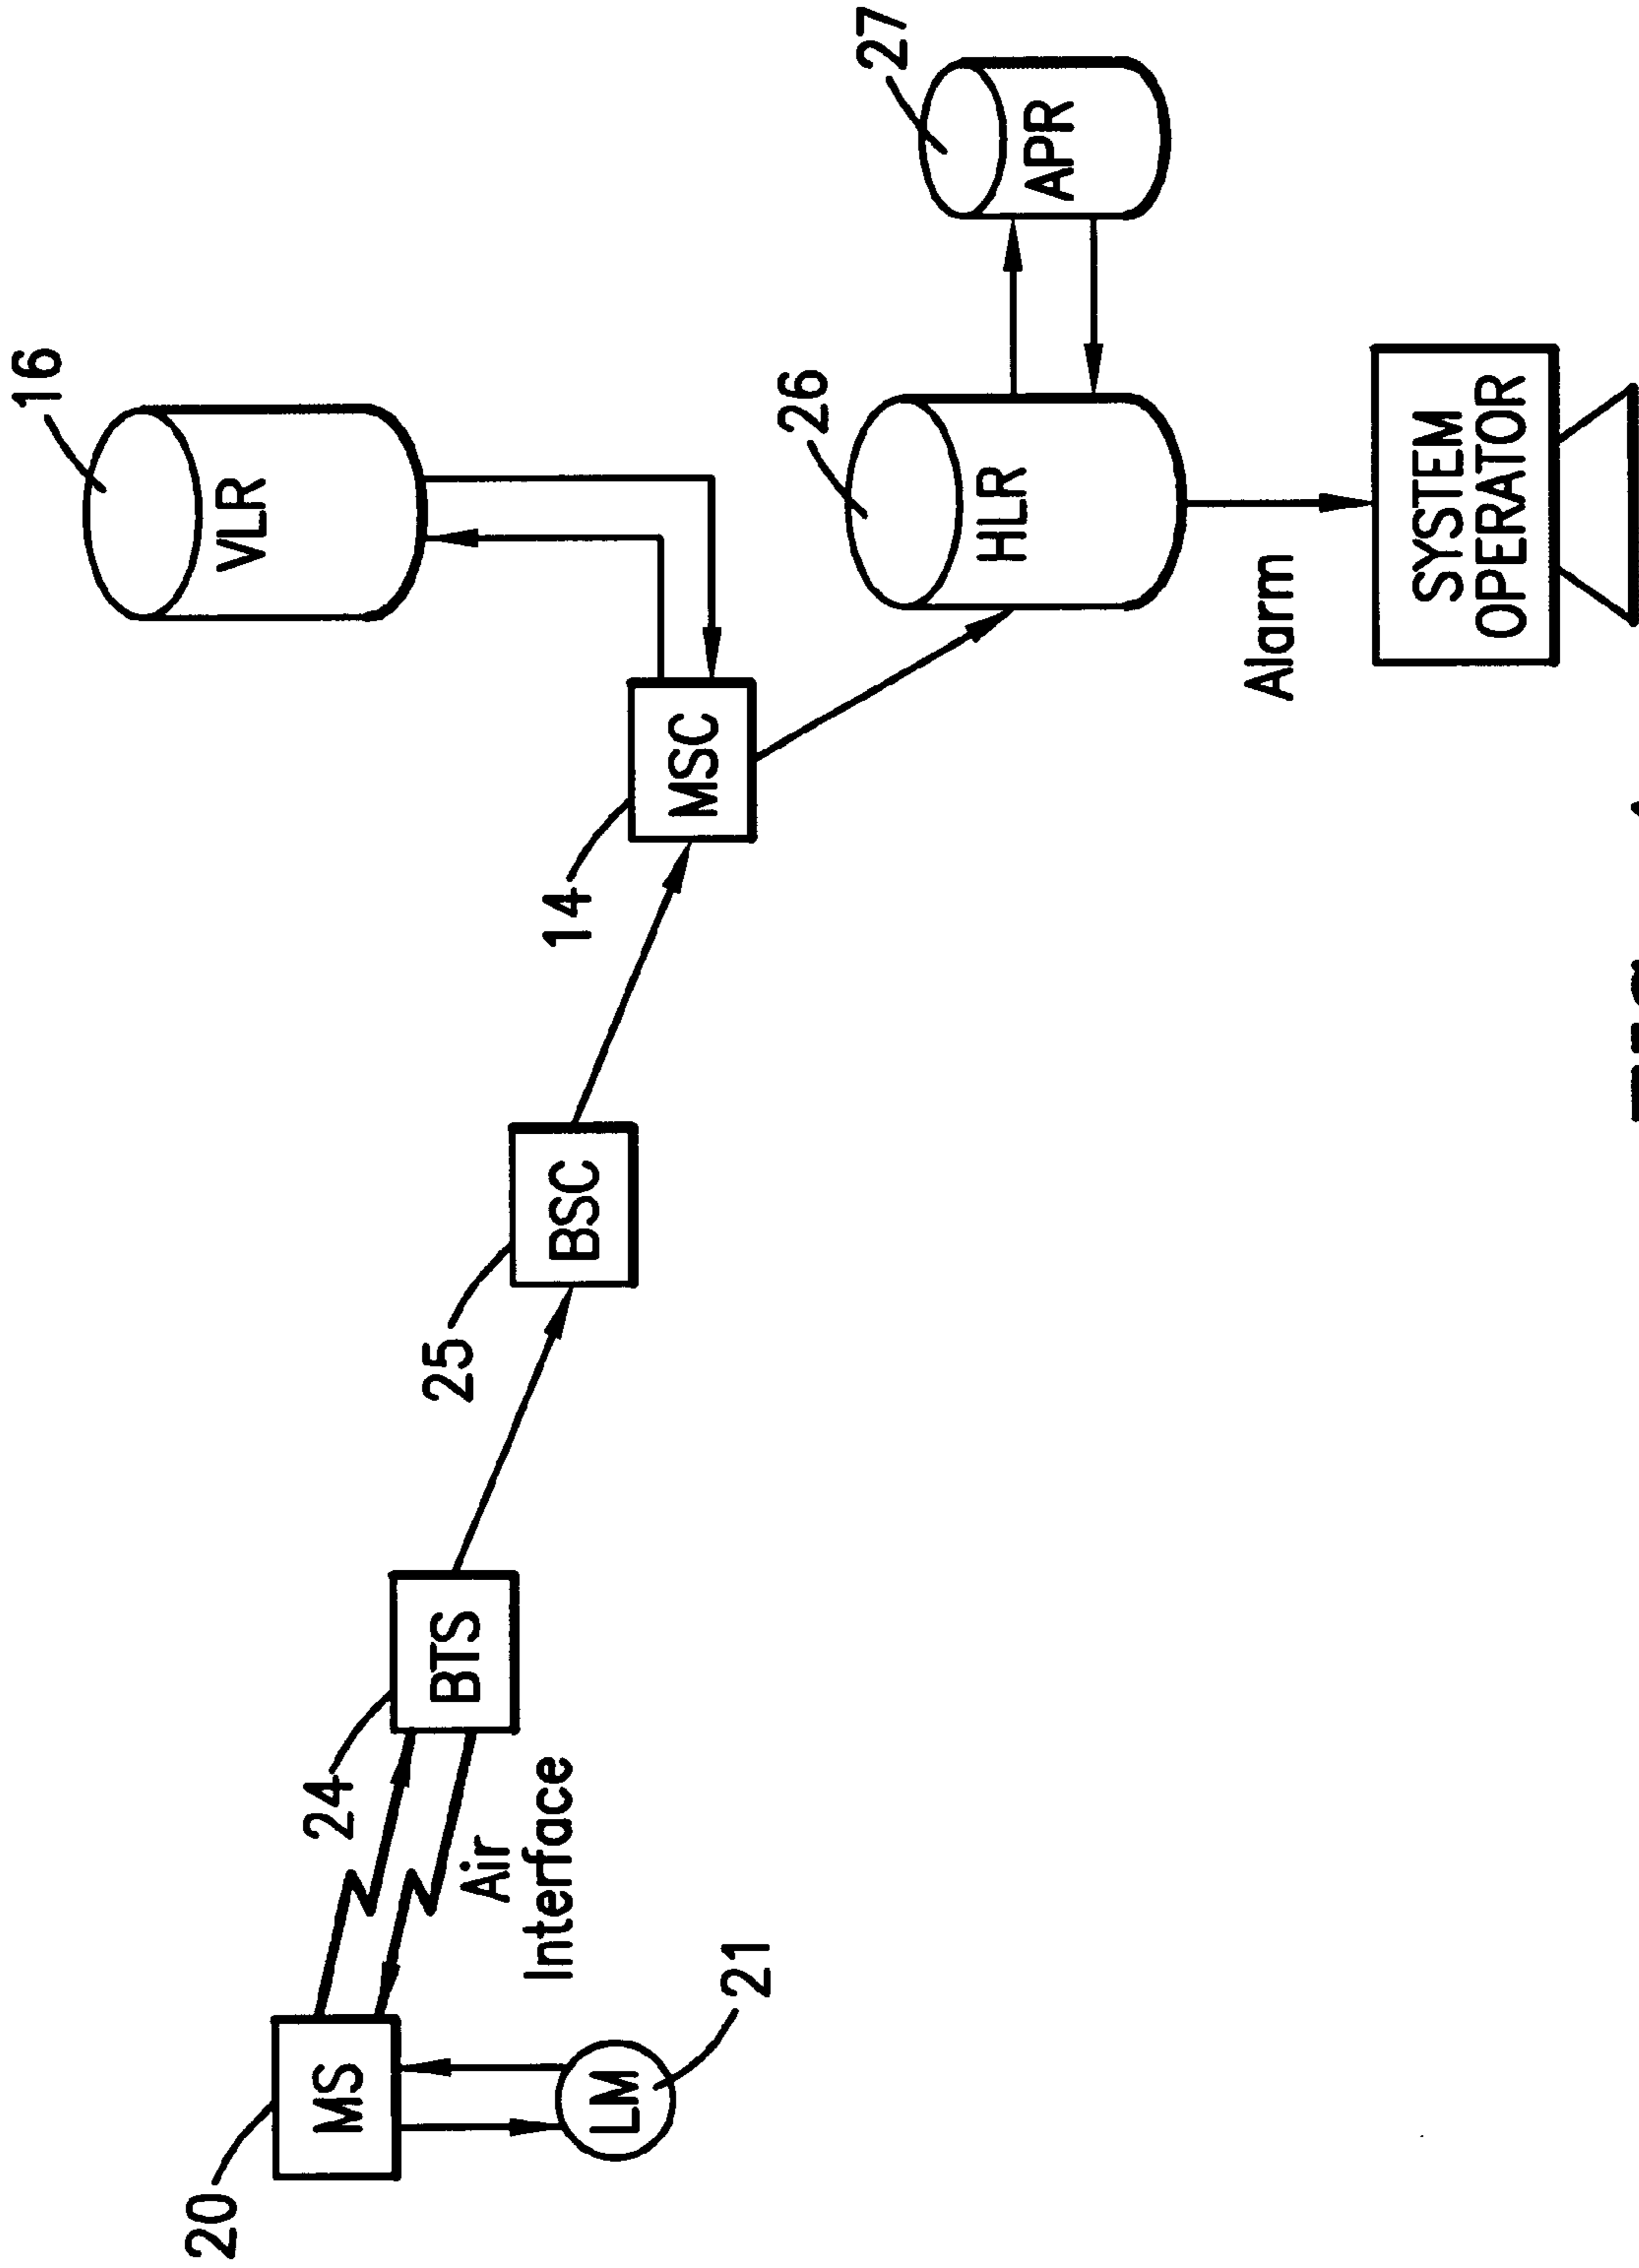 16
VLR
27
APR
26
HLR
14
MSC
25
BSC
24
BTS
Air
Interface
20
MS
LM
21
Alarm
SYSTEM
OPERATOR